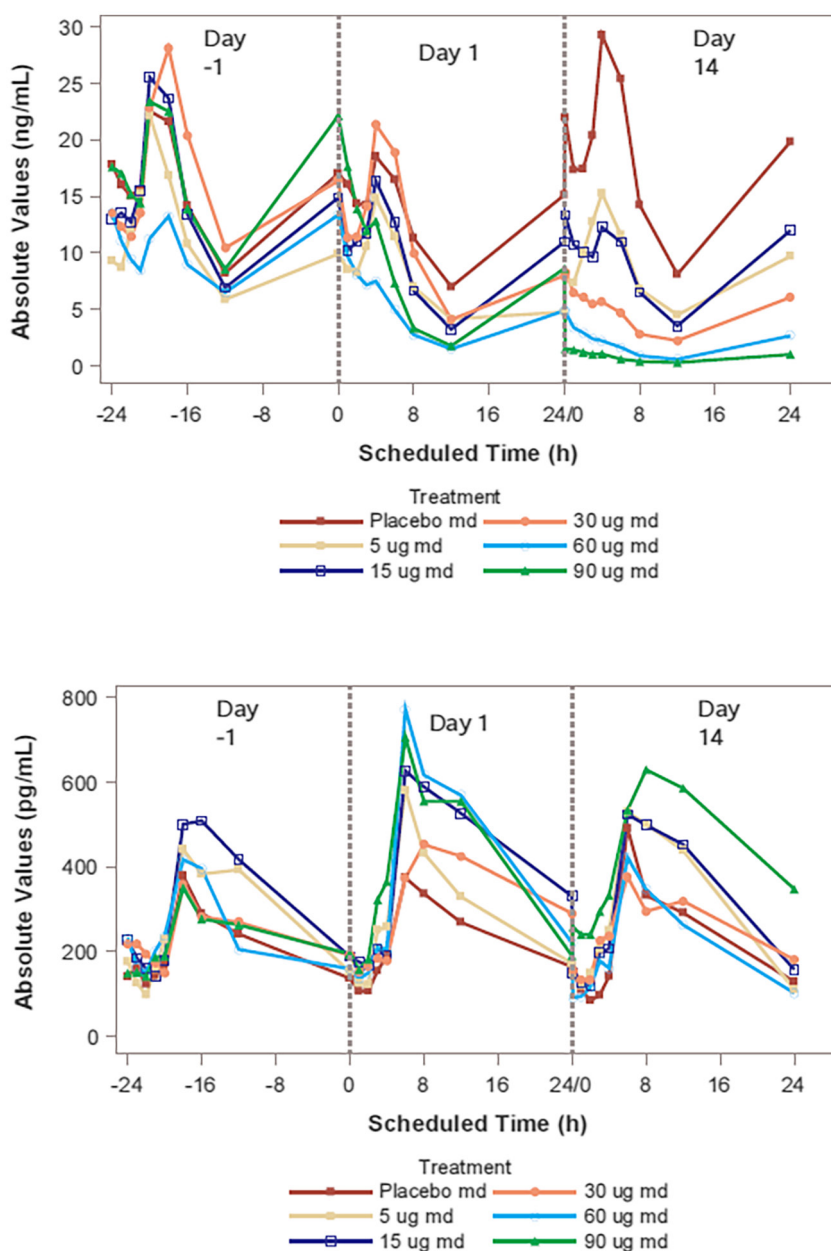 Absolute Values (ng/mL)
30
25
20
15
10
5
0
Day
-1
Day 1
Day
14
-24 -16 -8 0 8 16 24/0 8 16 24
Scheduled Time (h)
Treatment
Placebo md 30 ug md
5 ug md 60 ug md
15 ug md 90 ug md
Absolute Values (pg/mL)
800
600
400
200
0
Day
-1
Day 1
Day
14
-24 -16 -8 0 8 16 24/0 8 16 24
Scheduled Time (h)
Treatment
Placebo md 30 ug md
5 ug md 60 ug md
15 ug md 90 ug md